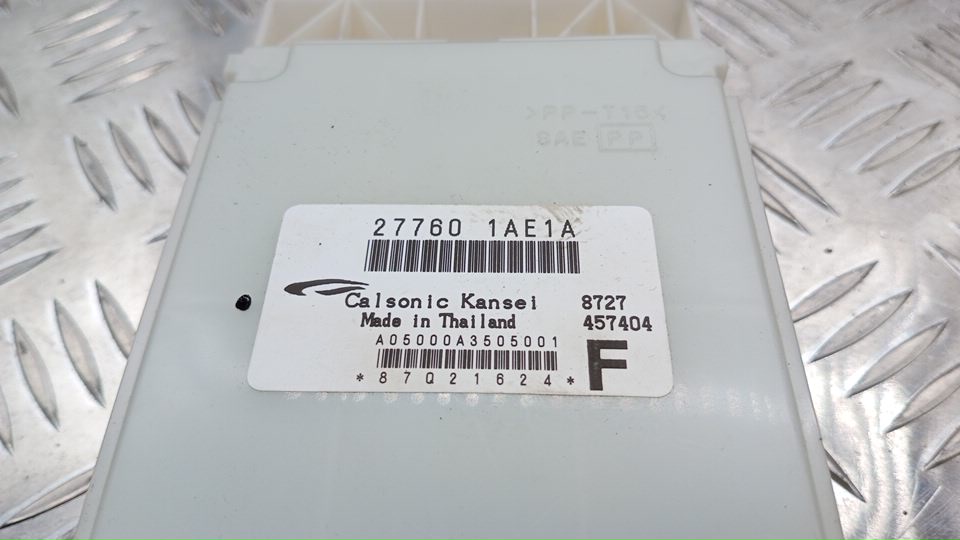 >PP-T15<
SAE PP
27760 1AE1A
Calsonic Kansei 8727
Made in Thailand 457404
A05000A3505001
*87Q21624*
F